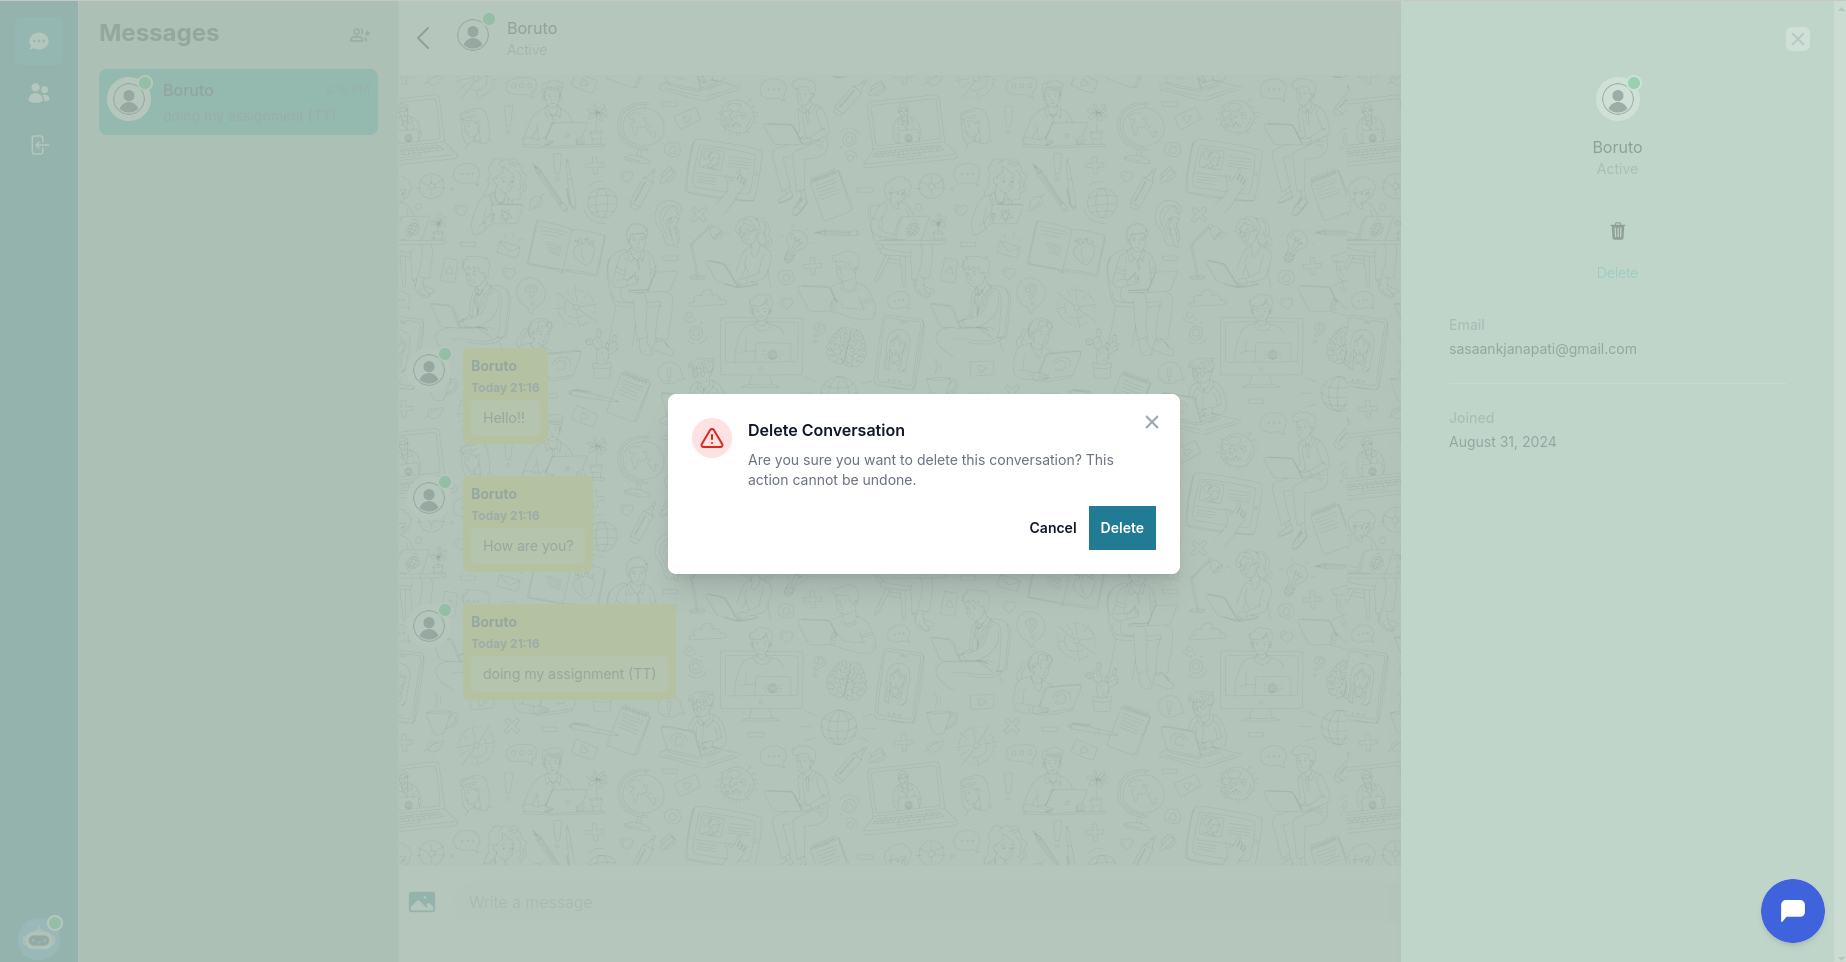 Messages
Boruto
doing my assignment (TT)
Boruto
Active
Boruto
Today 21:16
Hello!!
Boruto
Today 21:16
How are you?
Boruto
Today 21:16
doing my assignment (TT)
Write a message
Delete Conversation
Are you sure you want to delete this conversation? This
action cannot be undone.
Cancel
Delete
Boruto
Active
Delete
Email
sasaankjanapati@gmail.com
Joined
August 31, 2024